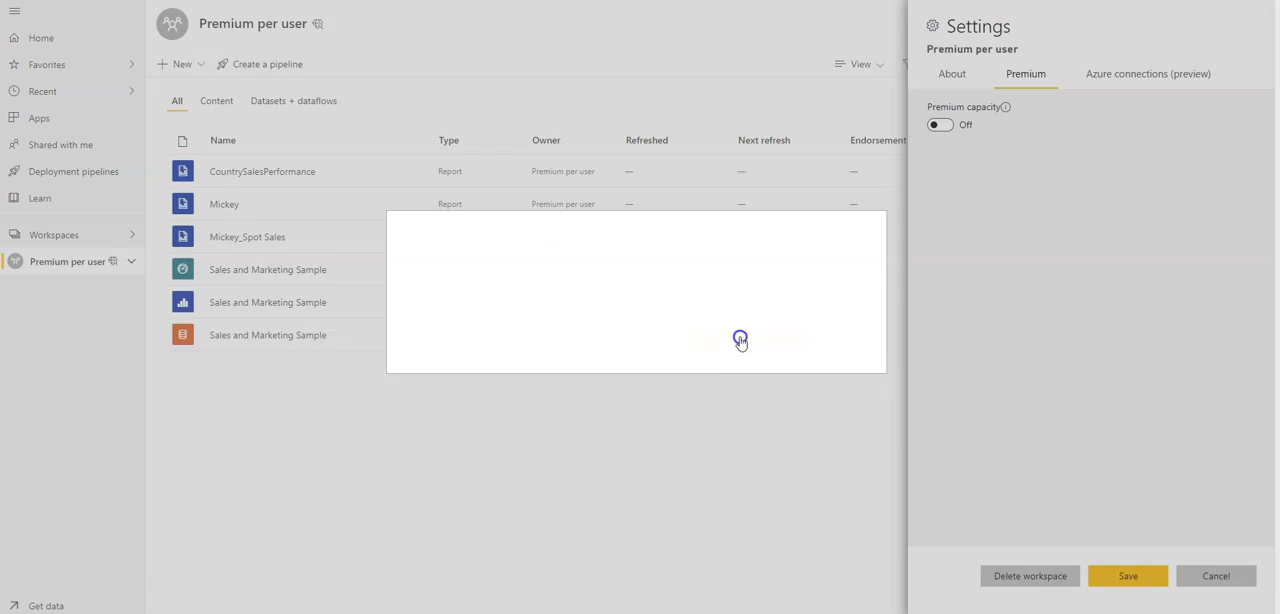 Home
Favorites
Recent
Apps
Shared with me
Deployment pipelines
Learn
Workspaces
Premium per user
Get data
Premium per user
New
Create a pipeline
View
All
Content
Datasets + dataflows
Name Type Owner Refreshed Next refresh Endorsement
CountrySalesPerformance Report Premium per user — — —
Mickey Report Premium per user — — —
Mickey_Spot Sales
Sales and Marketing Sample
Sales and Marketing Sample
Sales and Marketing Sample
Settings
Premium per user
About Premium Azure connections (preview)
Premium capacity
Off
Delete workspace Save Cancel